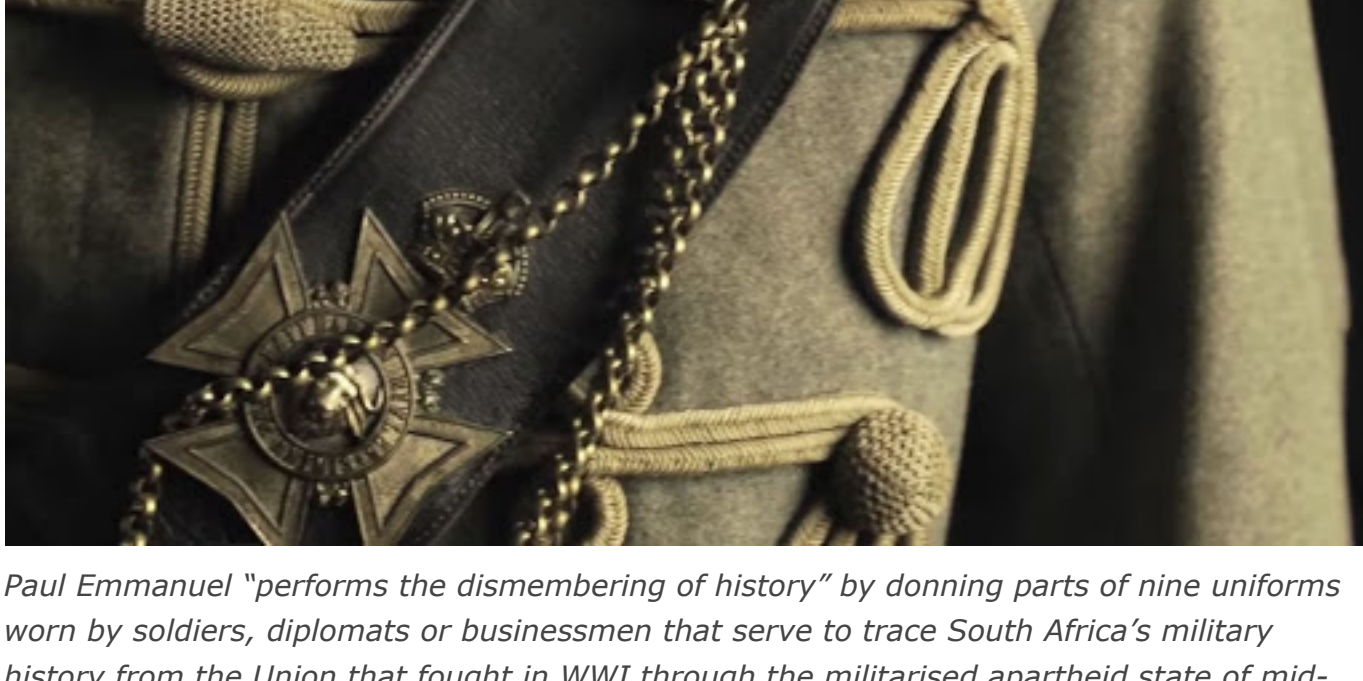 Paul Emmanuel “performs the dismembering of history” by donning parts of nine uniforms
worn by soldiers, diplomats or businessmen that serve to trace South Africa’s military
history from the Union that fought in WWI through the militarised apartheid state of mid-